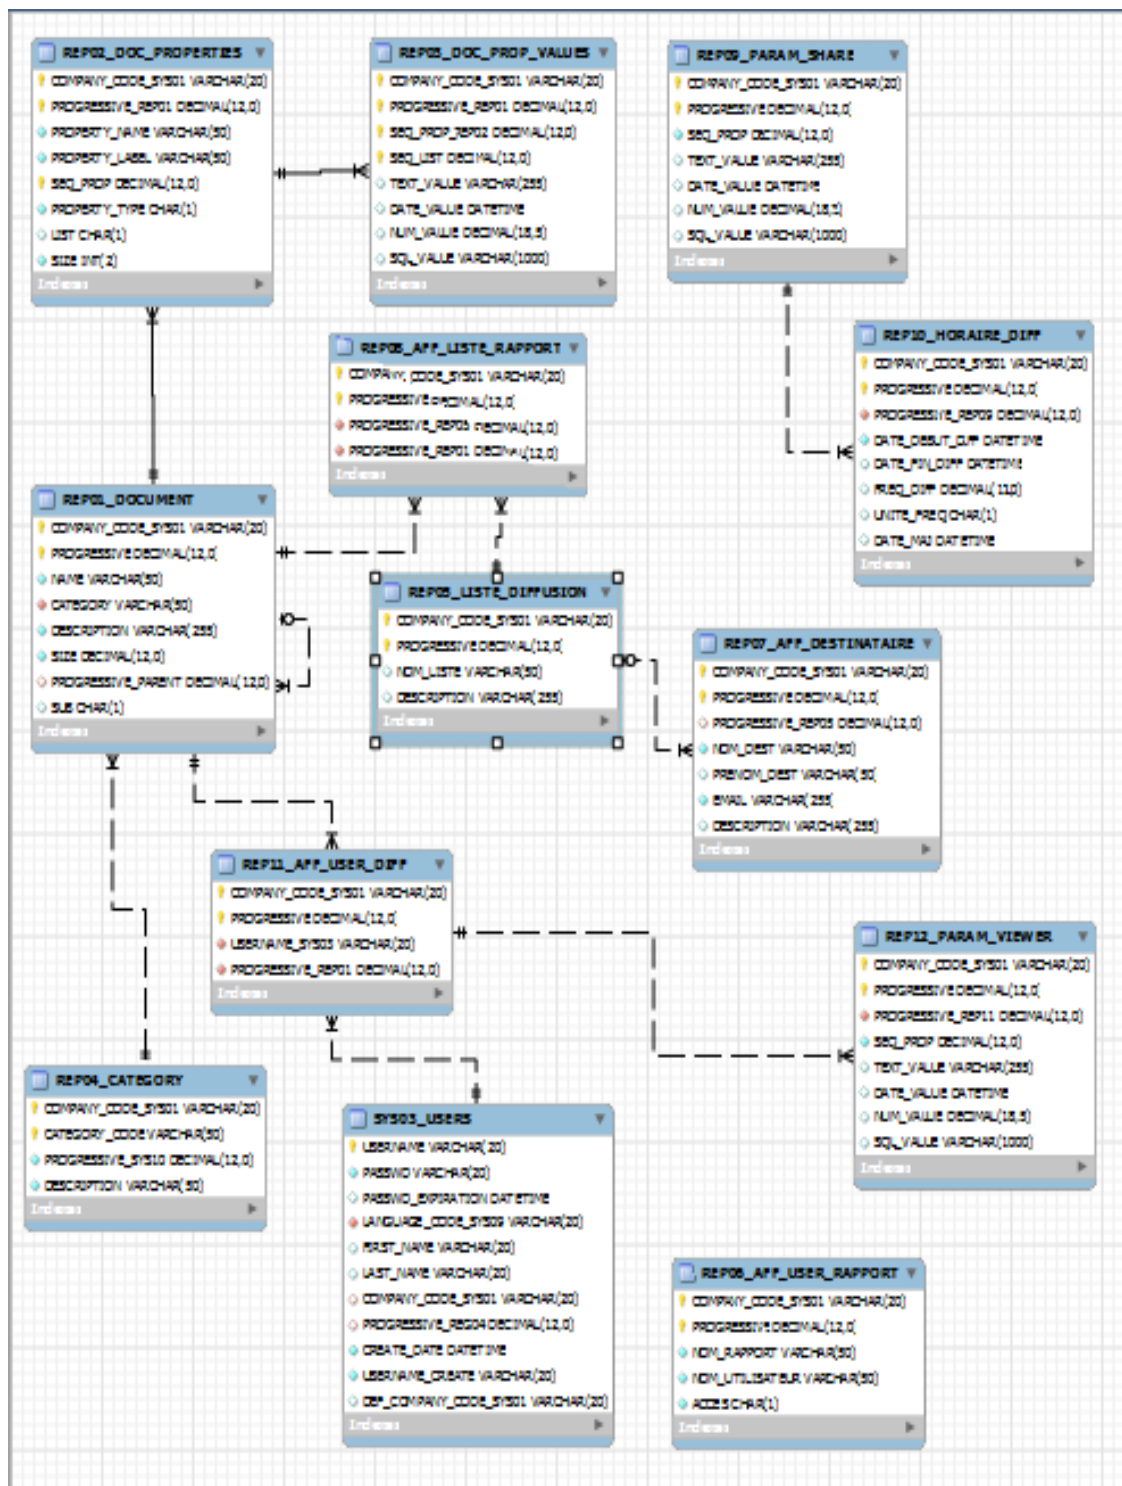 REP02_DOC_PROPERTIES
COMPANY_CODE_SYS01 VARCHAR(20)
PROGRESSIVE_REP01 DECIMAL(12,0)
PROPERTY_NAME VARCHAR(50)
PROPERTY_LABEL VARCHAR(50)
SEQ_PROP DECIMAL(12,0)
PROPERTY_TYPE CHAR(1)
LIST CHAR(1)
SIZE INT(2)
Indexes
REP03_DOC_PROP_VALUES
COMPANY_CODE_SYS01 VARCHAR(20)
PROGRESSIVE_REP01 DECIMAL(12,0)
SEQ_PROP_REP02 DECIMAL(12,0)
SEQ_LIST DECIMAL(12,0)
TEXT_VALUE VARCHAR(255)
DATE_VALUE DATETIME
NUM_VALUE DECIMAL(18,5)
SQL_VALUE VARCHAR(1000)
REP09_PARAM_SHARE
COMPANY_CODE_SYS01 VARCHAR(20)
PROGRESSIVE DECIMAL(12,0(
SEQ_PROP DECIMAL(12,0)
TEXT_VALUE VARCHAR(255)
DATE_VALUE DATETIME
NUM_VALUE DECIMAL(18,5)
SQL_VALUE VARCHAR(1000)
Indexes
REP10_HORAIRE_DIFF
COMPANY_CODE_SYS01 VARCHAR(20)
PROGRESSIVE DECIMAL(12,0(
PROGRESSIVE_REP09 DECIMAL(12,0)
DATE_DEBUT_DIFF DATETIME
DATE_FIN_DIFF DATETIME
FREQ_DIFF DECIMAL(11,0)
UNITE_FREQ CHAR(1)
DATE_MAJ DATETIME
Indexes
AFF_LISTE_RAPPORT
COMPANY_CODE_SYS01 VARCHAR(20)
PROGRESSIVE DECIMAL(12,0(
PROGRESSIVE_REP05 DECIMAL(12,0)
PROGRESSIVE_REP01 DECIMAL(12,0)
Indexes
REP01_DOCUMENT
COMPANY_CODE_SYS01 VARCHAR(20)
PROGRESSIVE DECIMAL(12,0(
NAME VARCHAR(50)
CATEGORY VARCHAR(50)
DESCRIPTION VARCHAR(255)
SIZE DECIMAL(12,0)
PROGRESSIVE_PARENT DECIMAL(12,0)
SUB CHAR(1)
Indexes
REP05_LISTE_DIFFUSION
COMPANY_CODE_SYS01 VARCHAR(20)
PROGRESSIVE DECIMAL(12,0(
NOM_LISTE VARCHAR(50)
DESCRIPTION VARCHAR(255)
Indexes
REP07_AFF_DESTINATAIRE
COMPANY_CODE_SYS01 VARCHAR(20)
PROGRESSIVE DECIMAL(12,0(
PROGRESSIVE_REP05 DECIMAL(12,0)
NOM_DEST VARCHAR(50)
PRENOM_DEST VARCHAR(50(
EMAIL VARCHAR(255(
DESCRIPTION VARCHAR(255)
Indexes
REP11_AFF_USER_DIFF
COMPANY_CODE_SYS01 VARCHAR(20)
PROGRESSIVE DECIMAL(12,0(
USERNAME_SYS03 VARCHAR(20)
PROGRESSIVE_REP01 DECIMAL(12,0)
Indexes
REP12_PARAM_VIEWER
COMPANY_CODE_SYS01 VARCHAR(20)
PROGRESSIVE DECIMAL(12,0(
PROGRESSIVE_REP11 DECIMAL(12,0)
SEQ_PROP DECIMAL(12,0)
TEXT_VALUE VARCHAR(255)
DATE_VALUE DATETIME
NUM_VALUE DECIMAL(18,5)
SQL_VALUE VARCHAR(1000)
Indexes
REP04_CATEGORY
COMPANY_CODE_SYS01 VARCHAR(20)
CATEGORY_CODE VARCHAR(50)
PROGRESSIVE_SYS10 DECIMAL(12,0)
DESCRIPTION VARCHAR(50)
Indexes
SYS03_USERS
USERNAME VARCHAR(20)
PASSWD VARCHAR(20)
PASSWD_EXPIRATION DATETIME
LANGUAGE_CODE_SYS09 VARCHAR(20)
FIRST_NAME VARCHAR(20)
LAST_NAME VARCHAR(20)
COMPANY_CODE_SYS01 VARCHAR(20)
PROGRESSIVE_REG04 DECIMAL(12,0)
CREATE_DATE DATETIME
USERNAME_CREATE VARCHAR(20)
DEF_COMPANY_CODE_SYS01 VARCHAR(20)
Indexes
AFF_USER_RAPPORT
COMPANY_CODE_SYS01 VARCHAR(20)
PROGRESSIVE DECIMAL(12,0(
NOM_RAPPORT VARCHAR(50)
NOM_UTILISATEUR VARCHAR(50)
ACCES CHAR(1)
Indexes